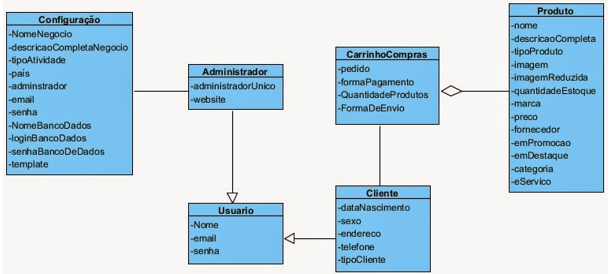 Configuração
-NomeNegocio
-descricaoCompletaNegocio
-tipoAtividade
-país
-adminstrador
-email
-senha
-NomeBancoDados
-loginBancoDados
-senhaBancoDeDados
-template
Administrador
-administradorUnico
-website
Usuario
-Nome
-email
-senha
CarrinhoCompras
-pedido
-formaPagamento
-QuantidadeProdutos
-FormaDeEnvio
Cliente
-dataNascimento
-sexo
-endereco
-telefone
-tipoCliente
Produto
-nome
-descricaoCompleta
-tipoProduto
-imagem
-imagemReduzida
-quantidadeEstoque
-marca
-preco
-fornecedor
-emPromocao
-emDestaque
-categoria
-eServico